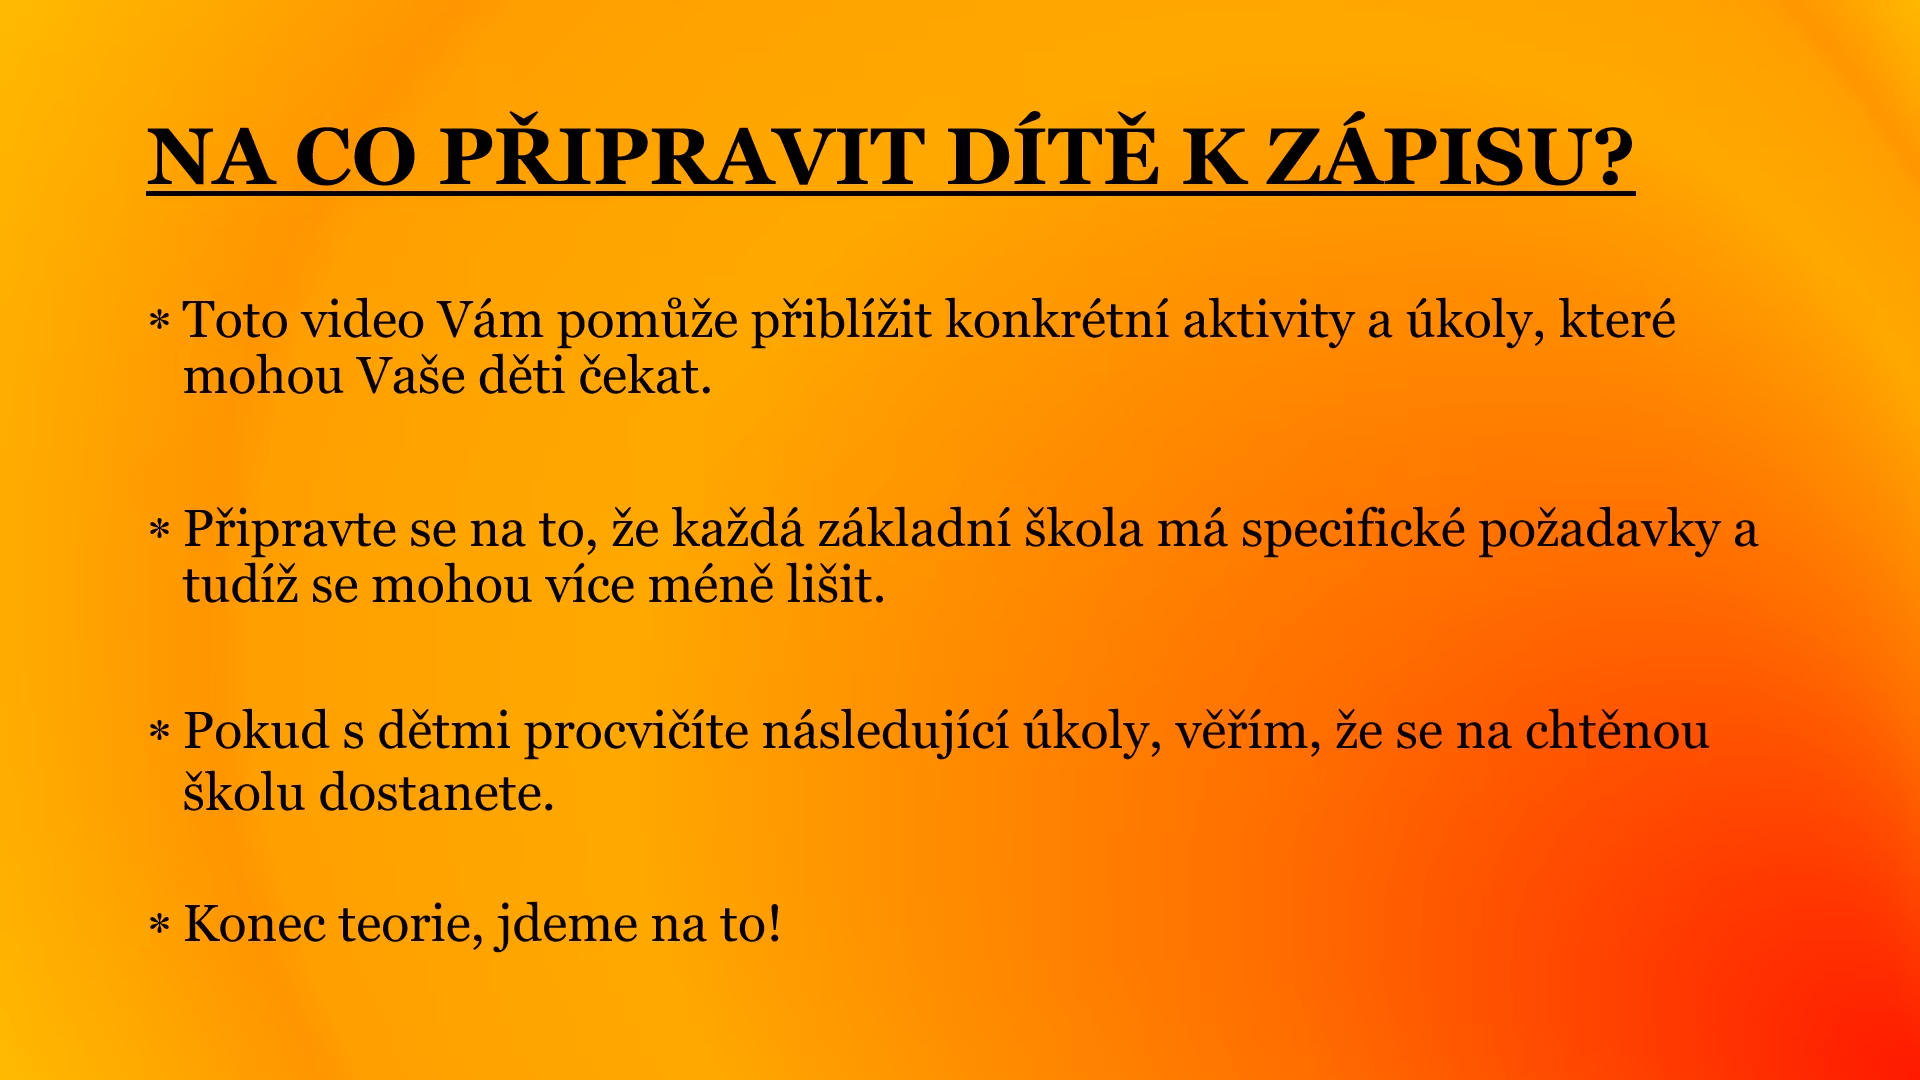 NA CO PŘIPRAVIT DÍTĚ K ZÁPISU?
* Toto video Vám pomůže přiblížit konkrétní aktivity a úkoly, které
mohou Vaše děti čekat.
* Připravte se na to, že každá základní škola má specifické požadavky a
tudíž se mohou více méně lišit.
* Pokud s dětmi procvičíte následující úkoly, věřím, že se na chtěnou
školu dostanete.
* Konec teorie, jdeme na to!